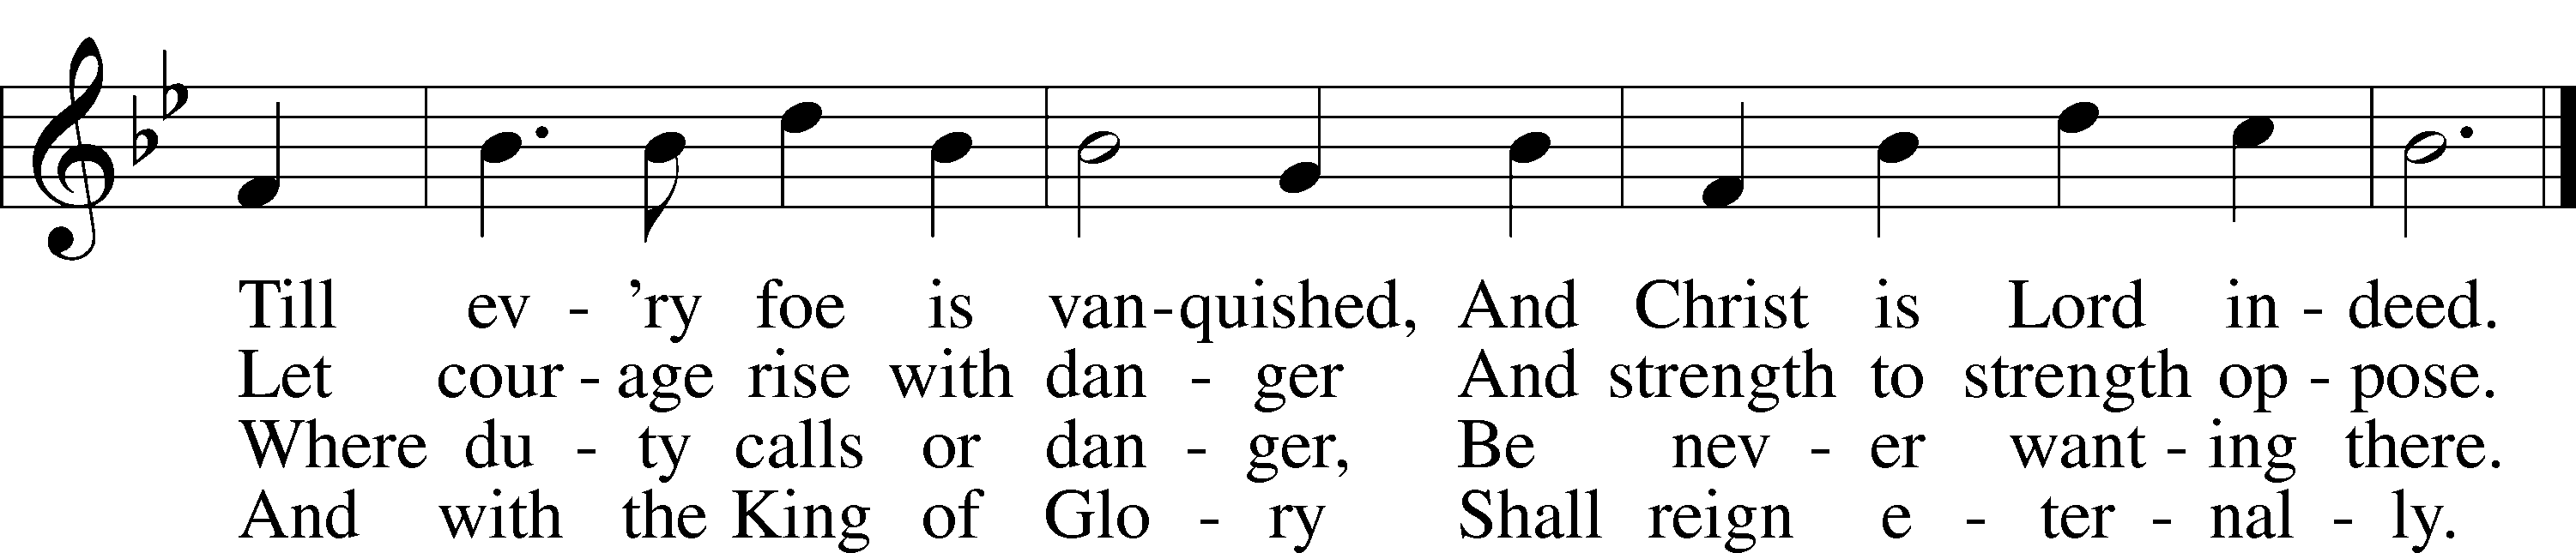 Till ev - 'ry foe is van-quished, And Christ is Lord in - deed.
Let cour - age rise with dan - ger And strength to strength op - pose.
Where du - ty calls or dan - ger, Be nev - er want - ing there.
And with the King of Glo - ry Shall reign e - ter - nal - ly.